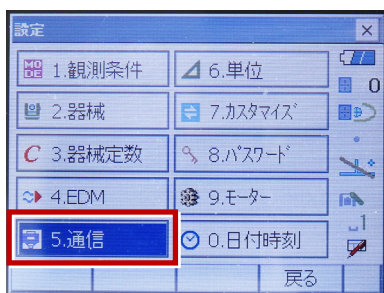 設定
1.観測条件
6.単位
0
2.器械
7.ｶｽﾀﾏｲｽﾞ
3.器械定数
8.ﾊﾟｽﾜｰﾄﾞ
4.EDM
9.ﾓｰﾀｰ
5.通信
0.日付時刻
1
戻る